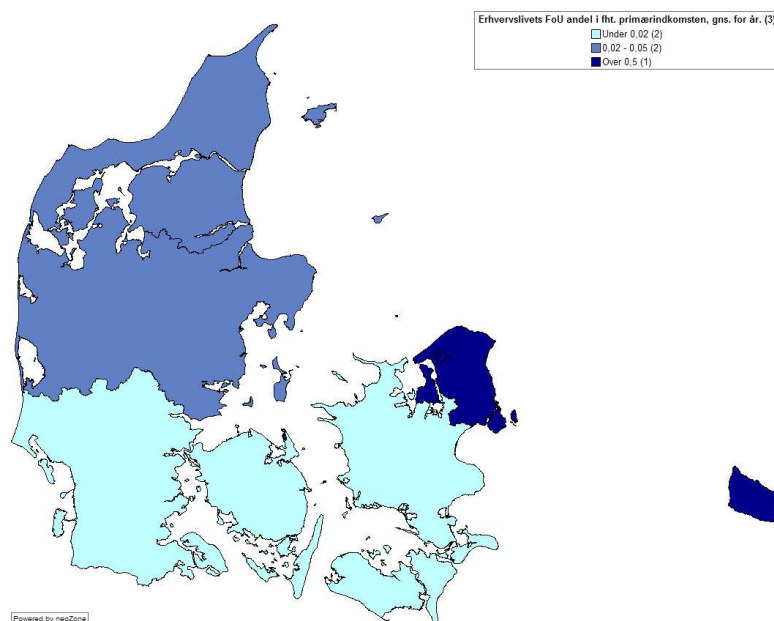 Erhvervslivets FoU andel i fht. primærindkomsten, gns. for år. (3)
Under 0,02 (2)
0,02 - 0,05 (2)
Over 0,5 (1)
Powered by neoZone